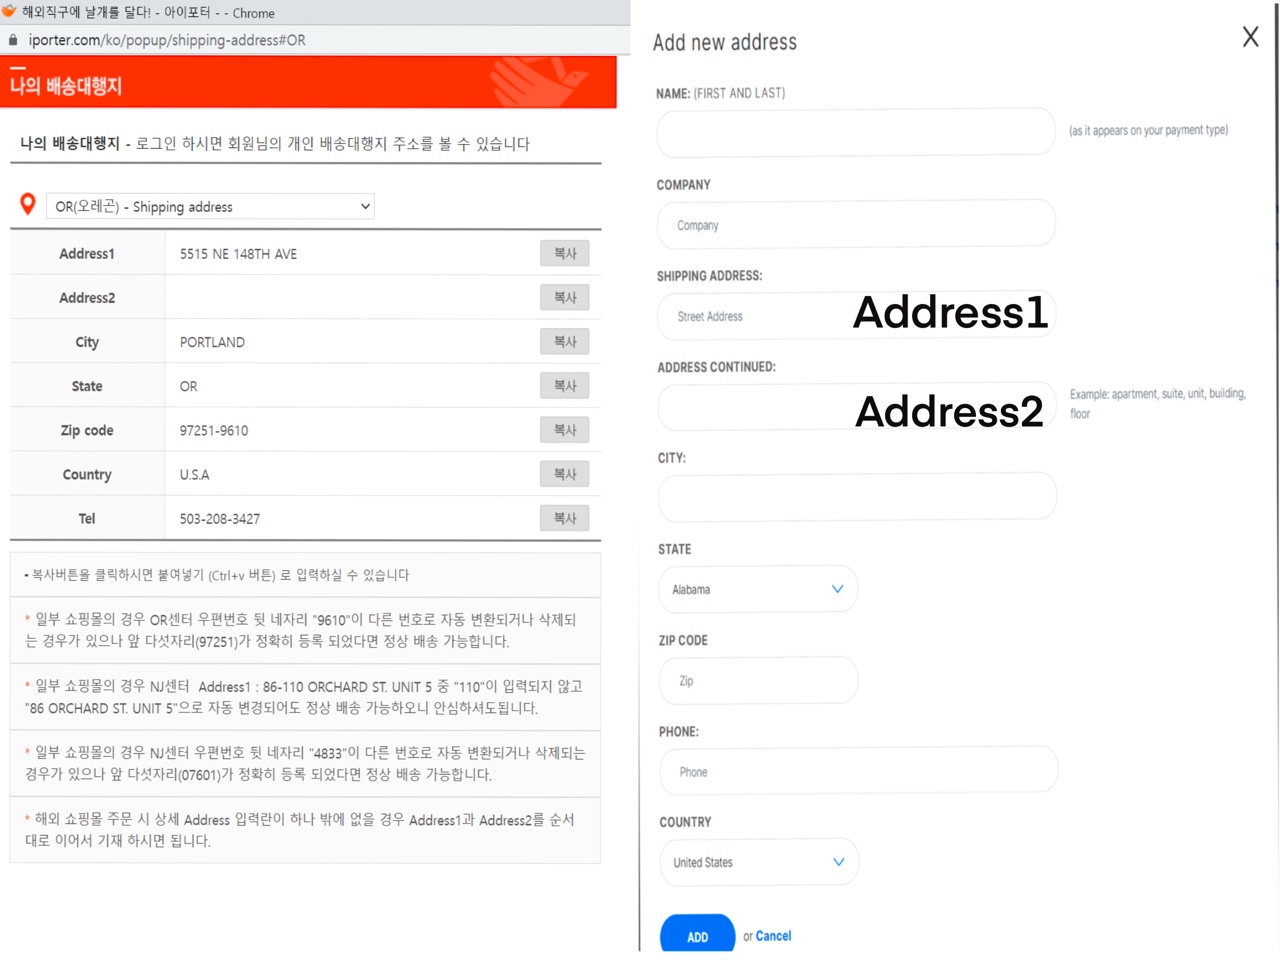 해외직구에 날개를 달다! - 아이포터 - - Chrome
iporter.com/ko/popup/shipping-address#OR
나의 배송대행지
나의 배송대행지 - 로그인 하시면 회원님의 개인 배송대행지 주소를 볼 수 있습니다
OR(오레곤) - Shipping address
Address1 5515 NE 148TH AVE 복사
Address2 복사
City PORTLAND 복사
State OR 복사
Zip code 97251-9610 복사
Country U.S.A 복사
Tel 503-208-3427 복사
- 복사버튼을 클릭하시면 붙여넣기 (Ctrl+v 버튼) 로 입력하실 수 있습니다
* 일부 쇼핑몰의 경우 OR센터 우편번호 뒷 네자리 "9610"이 다른 번호로 자동 변환되거나 삭제되
는 경우가 있으나 앞 다섯자리(97251)가 정확히 등록 되었다면 정상 배송 가능합니다.
* 일부 쇼핑몰의 경우 NJ센터 Address1 : 86-110 ORCHARD ST. UNIT 5 중 "110"이 입력되지 않고
"86 ORCHARD ST. UNIT 5"으로 자동 변경되어도 정상 배송 가능하오니 안심하셔도됩니다.
* 일부 쇼핑몰의 경우 NJ센터 우편번호 뒷 네자리 "4833"이 다른 번호로 자동 변환되거나 삭제되는
경우가 있으나 앞 다섯자리(07601)가 정확히 등록 되었다면 정상 배송 가능합니다.
* 해외 쇼핑몰 주문 시 상세 Address 입력란이 하나 밖에 없을 경우 Address1과 Address2를 순서
대로 이어서 기재 하시면 됩니다.
Add new address X
NAME: (FIRST AND LAST)
(as it appears on your payment type)
COMPANY
Company
SHIPPING ADDRESS:
Street Address Address1
ADDRESS CONTINUED:
Address2
Example: apartment, suite, unit, building,
floor
CITY:
STATE
Alabama
ZIP CODE
Zip
PHONE:
Phone
COUNTRY
United States
ADD or Cancel